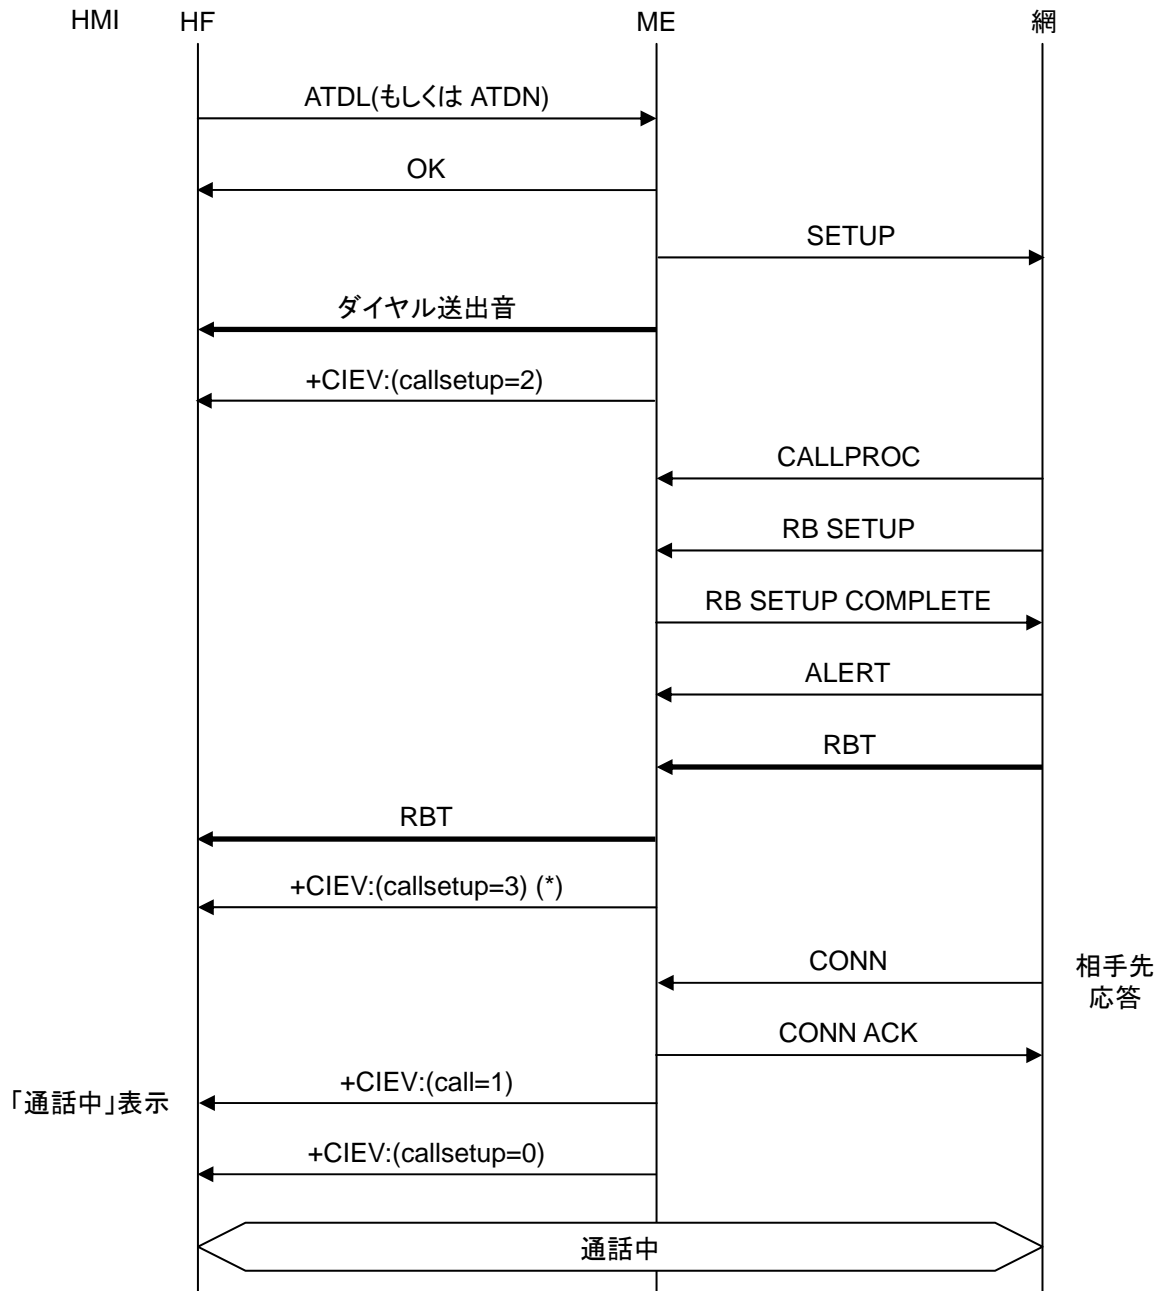 HMI HF ME 網
ATDL(もしくは ATDN)
OK
SETUP
ダイヤル送出音
+CIEV:(callsetup=2)
CALLPROC
RB SETUP
RB SETUP COMPLETE
ALERT
RBT
RBT
+CIEV:(callsetup=3) (*)
CONN
相手先
応答
CONN ACK
+CIEV:(call=1)
「通話中」表示
+CIEV:(callsetup=0)
通話中